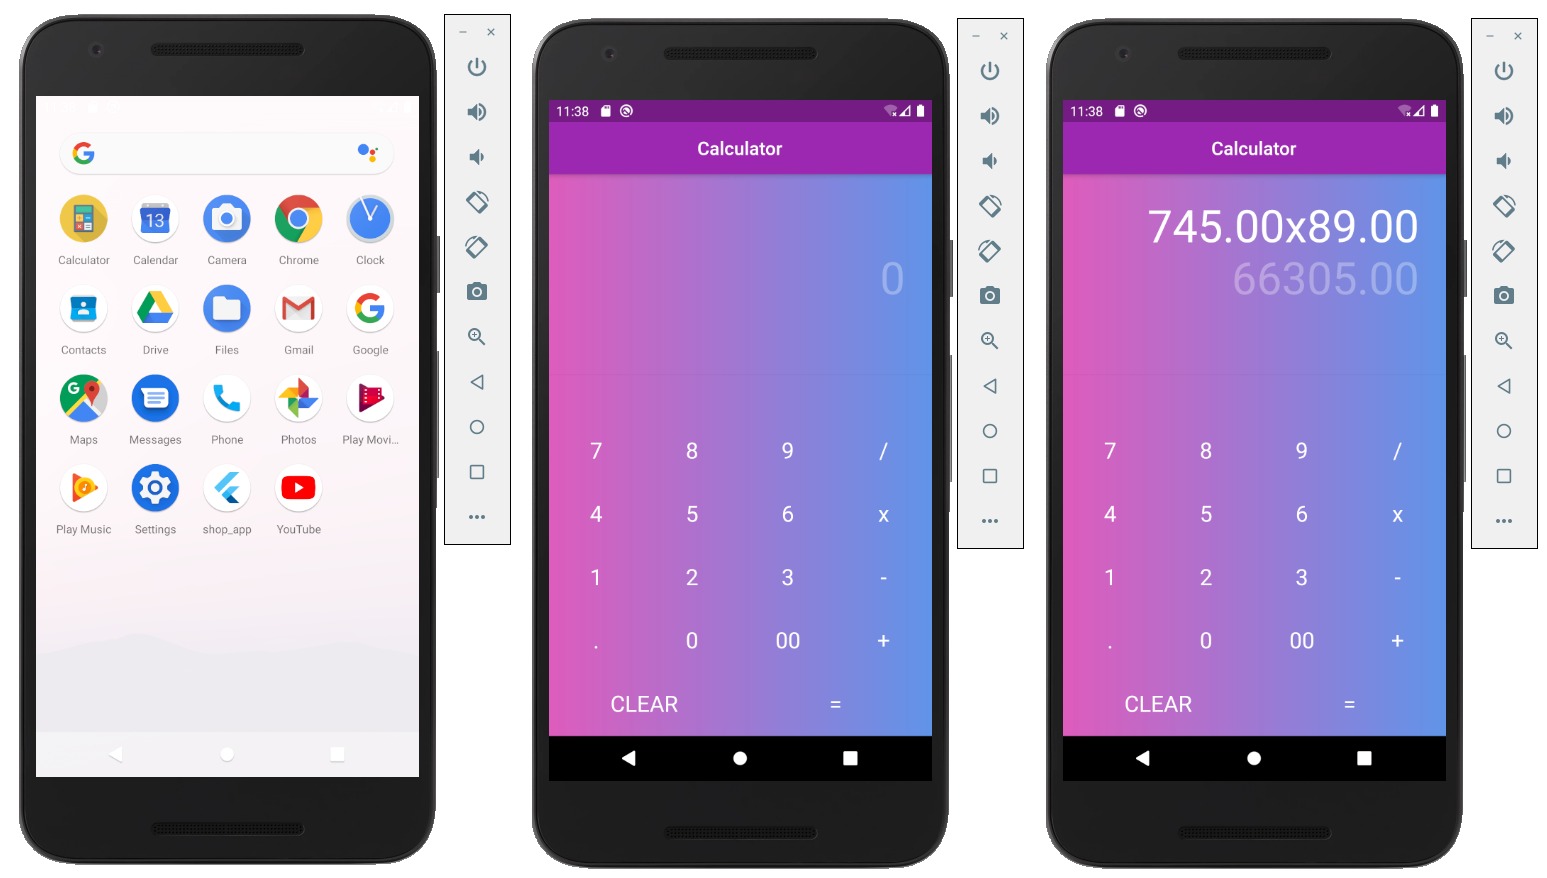 13
Calculator Calendar Camera Chrome Clock
Contacts Drive Files Gmail Google
G
Maps Messages Phone Photos Play Movi...
Play Music Settings shop_app YouTube
11:38
Calculator
0
7 8 9 /
4 5 6 x
1 2 3 -
. 0 00 +
CLEAR =
11:38
Calculator
745.00x89.00
66305.00
7 8 9 /
4 5 6 x
1 2 3 -
. 0 00 +
CLEAR =